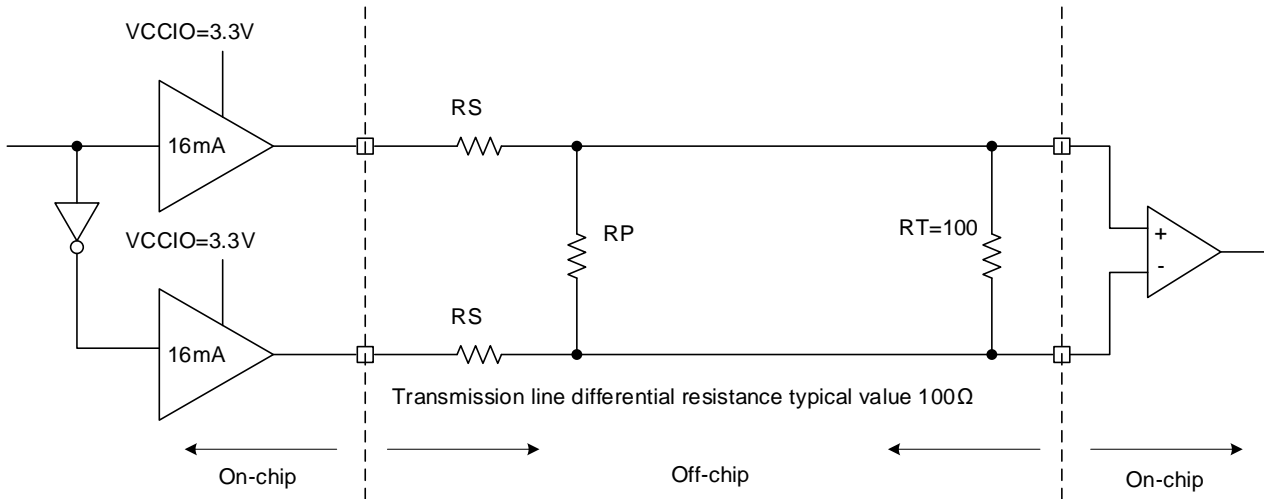 VCCIO=3.3V
16mA
RS
RP
RT=100
+
-
VCCIO=3.3V
16mA
RS
Transmission line differential resistance typical value 100Ω
On-chip
Off-chip
On-chip